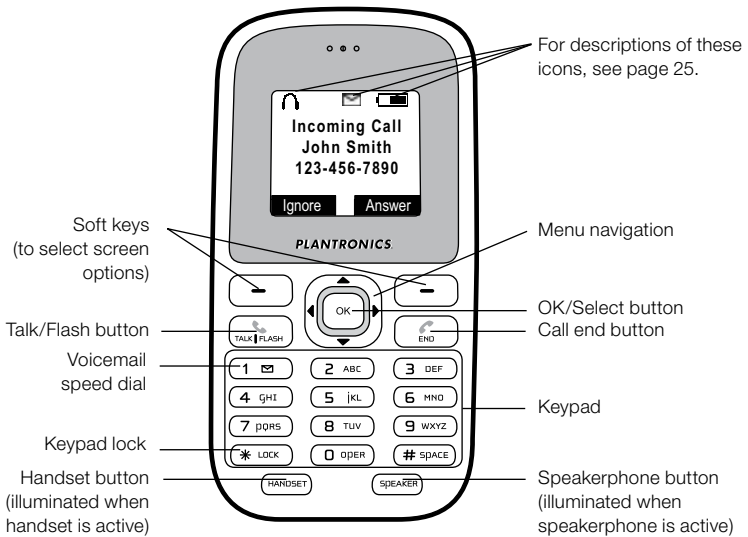 For descriptions of these
icons, see page 25.
Incoming Call
John Smith
123-456-7890
Ignore Answer
PLANTRONICS
Soft keys
(to select screen
options)
Menu navigation
OK
OK/Select button
Talk/Flash button
TALK FLASH
END
Call end button
Voicemail
speed dial
1 2 ABC 3 DEF
4 GHI 5 JKL 6 MNO
Keypad
7 PQRS 8 TUV 9 WXYZ
Keypad lock
* LOCK 0 OPER # SPACE
Handset button
(illuminated when
handset is active)
HANDSET SPEAKER
Speakerphone button
(illuminated when
speakerphone is active)